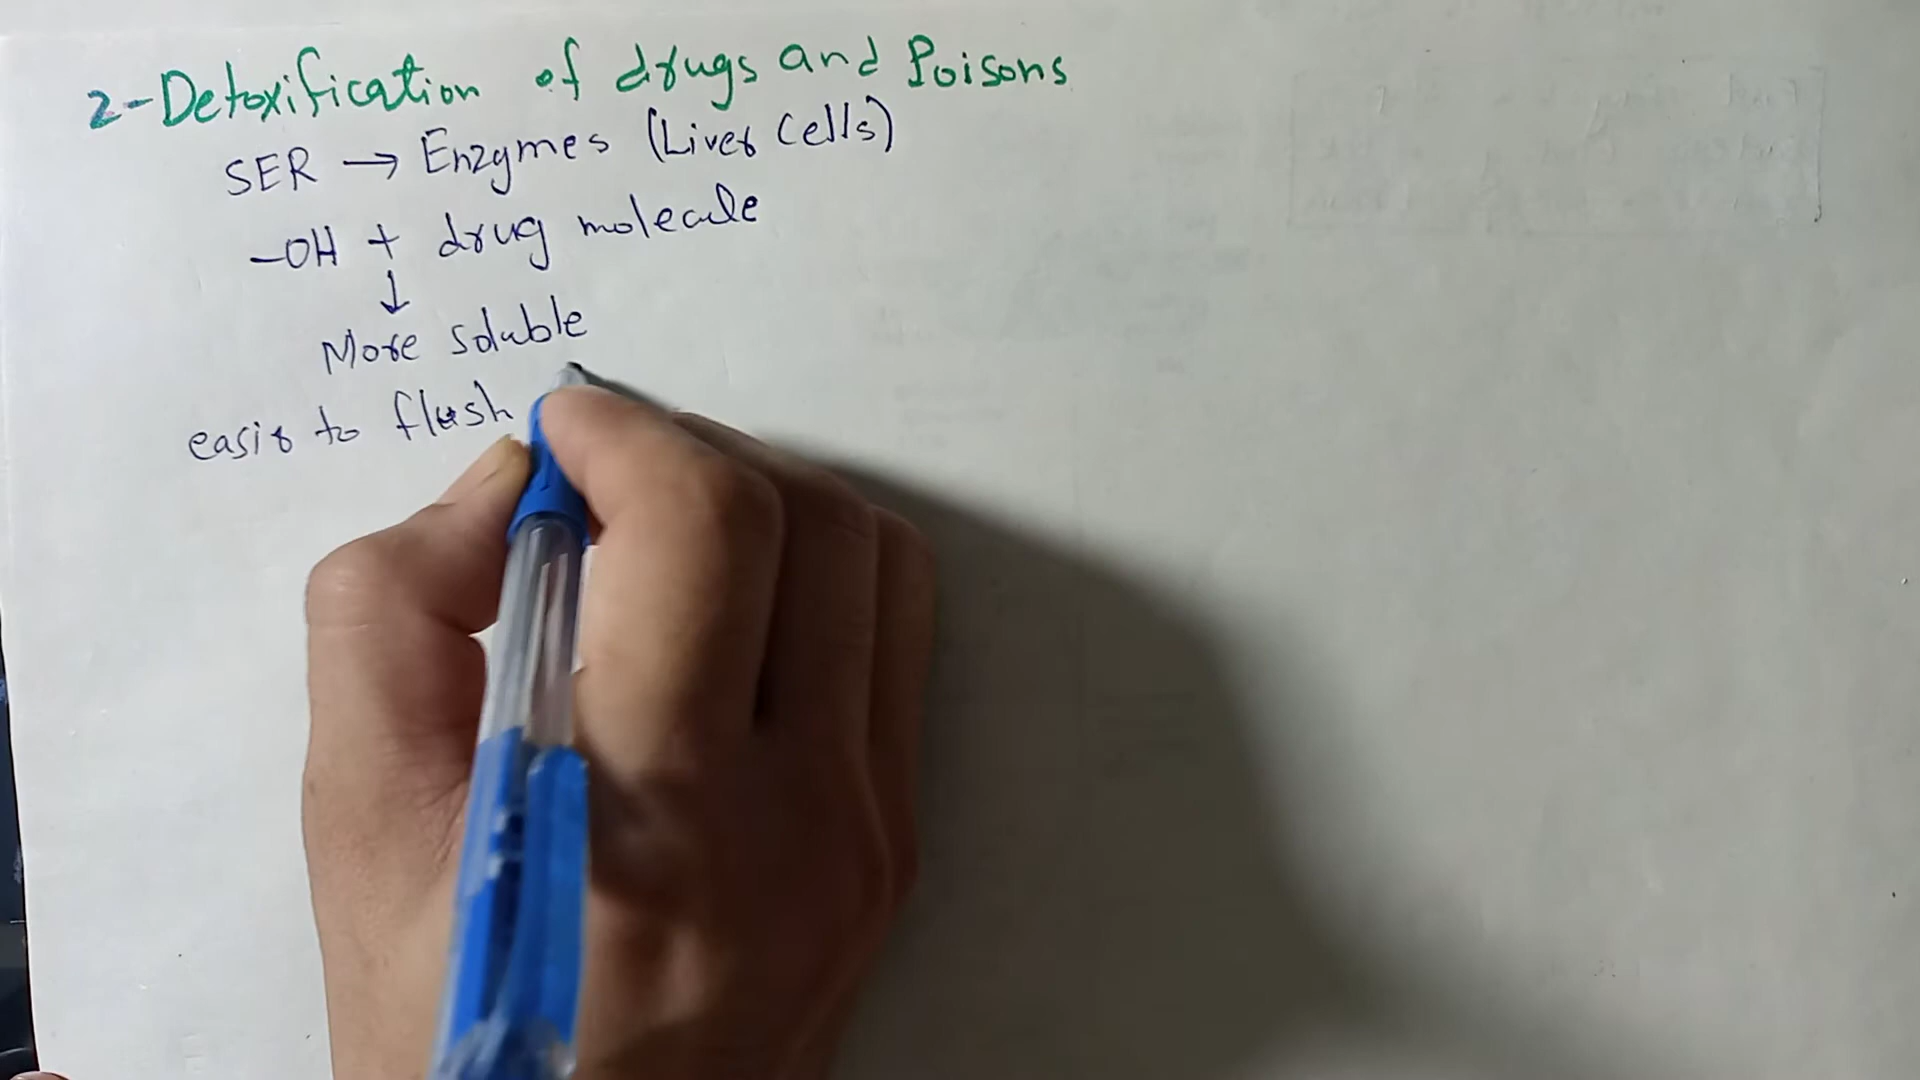 2-Detoxification of drugs and Poisons
SER → Enzymes (Liver Cells)
-OH + drug molecule
↓
More soluble
easir to flush